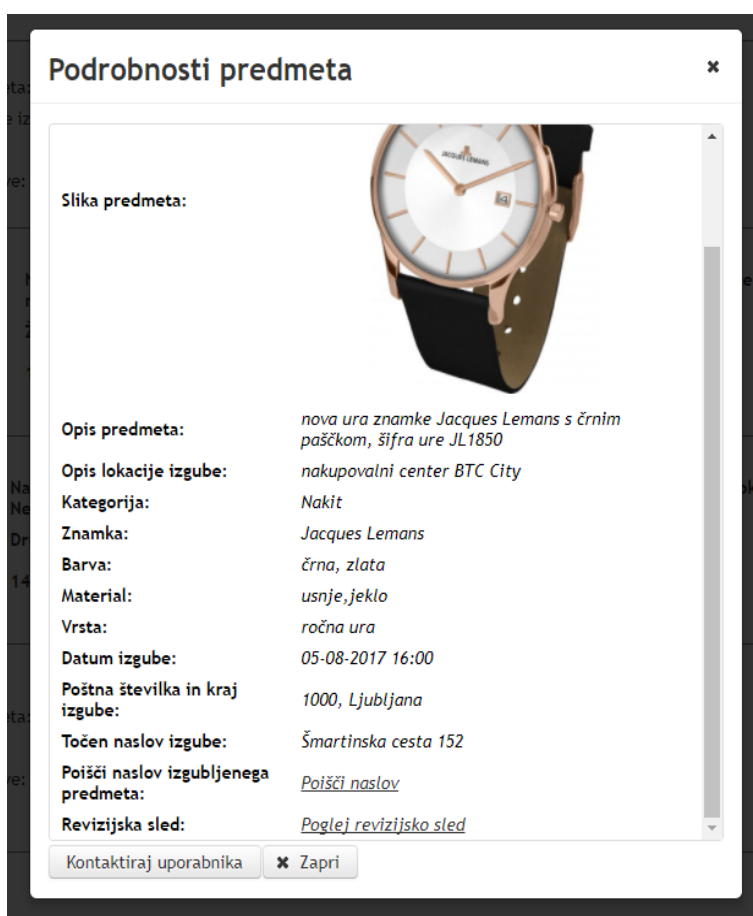 Podrobnosti predmeta
Slika predmeta:
JACQUES LEMANS
4
Opis predmeta: nova ura znamke Jacques Lemans s črnim
paščkom, šifra ure JL1850
Opis lokacije izgube: nakupovalni center BTC City
Kategorija: Nakit
Znamka: Jacques Lemans
Barva: črna, zlata
Material: usnje,jeklo
Vrsta: ročna ura
Datum izgube: 05-08-2017 16:00
Poštna številka in kraj
izgube: 1000, Ljubljana
Točen naslov izgube: Šmartinska cesta 152
Poišči naslov izgubljenega
predmeta: Poišči naslov
Revizijska sled: Poglej revizijsko sled
Kontaktiraj uporabnika ✖ Zapri